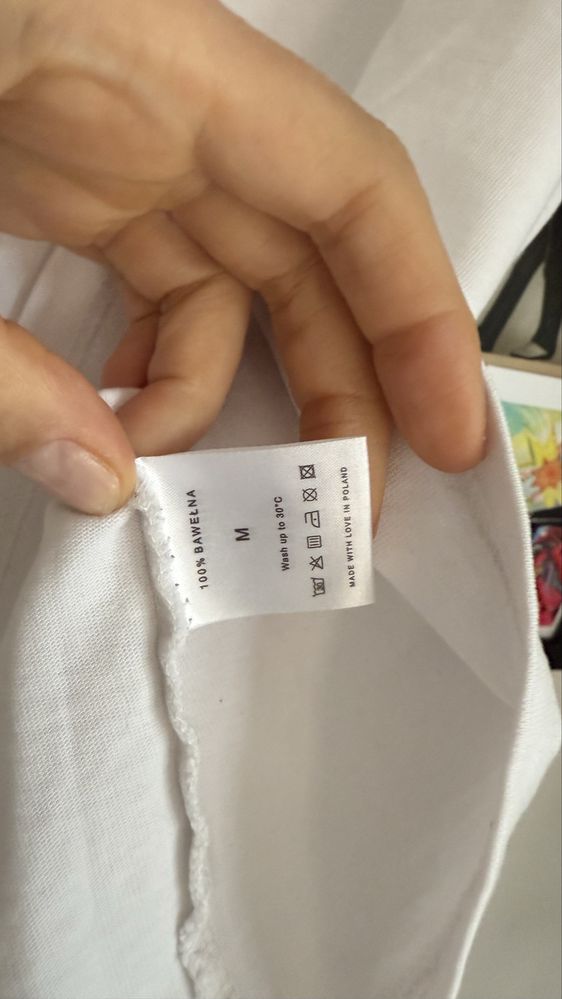 100% BAWEŁNA
M
Wash up to 30°C
MADE WITH LOVE IN POLAND